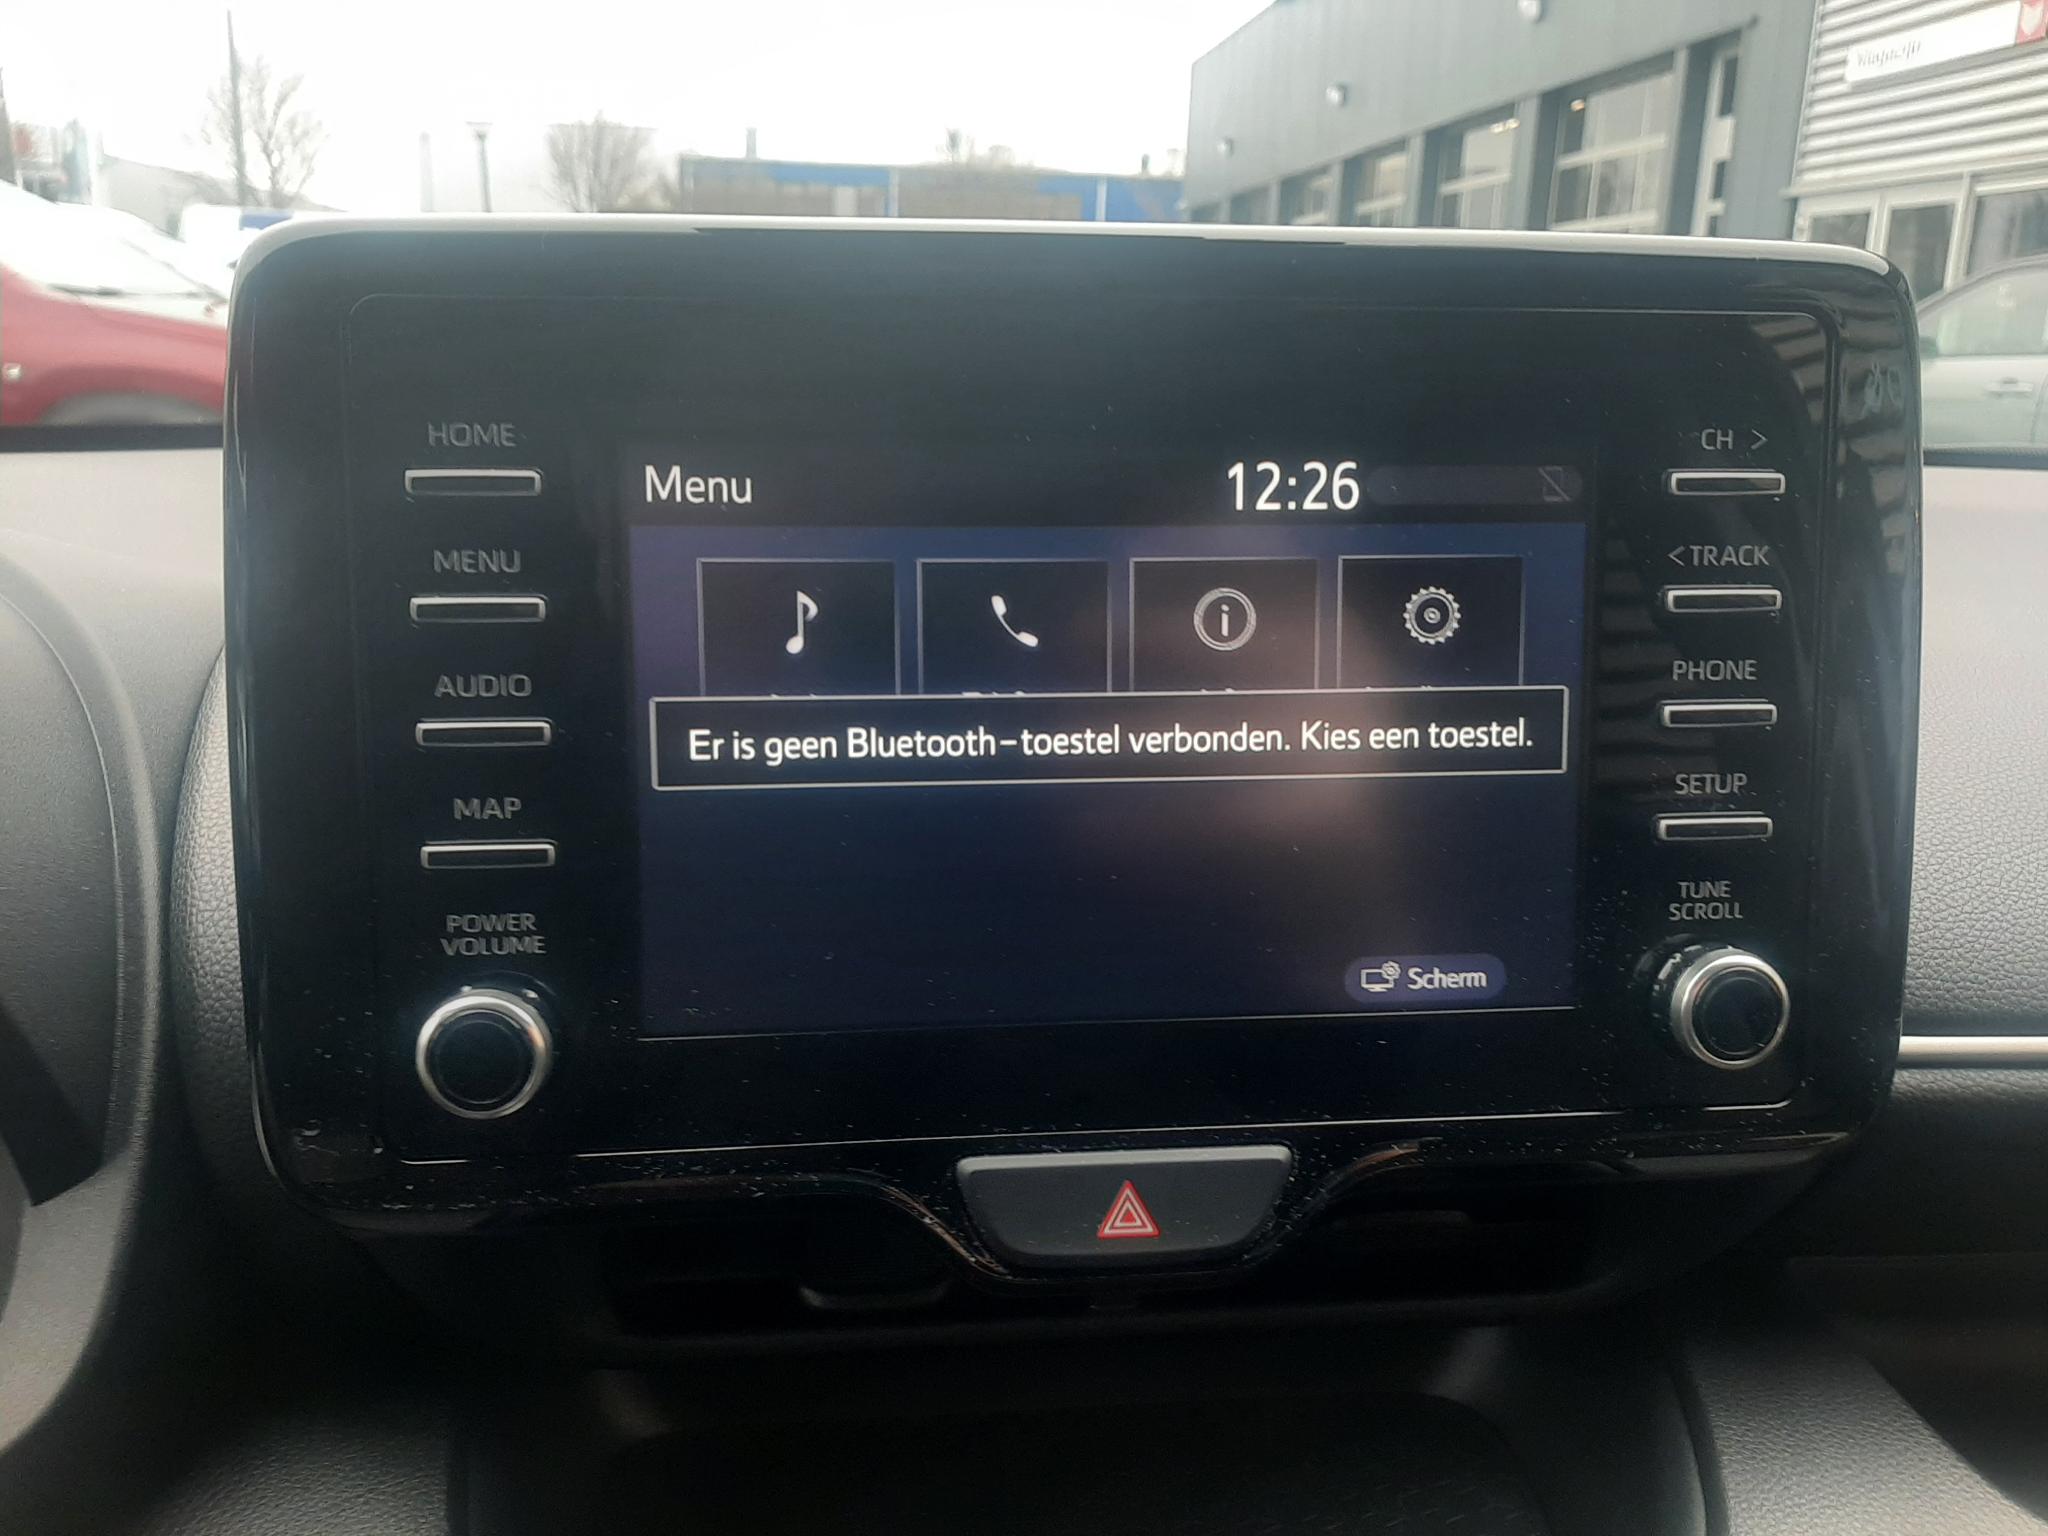 HOME
MENU
AUDIO
MAP
POWER
VOLUME
Menu
12:26
Er is geen Bluetooth-toestel verbonden. Kies een toestel.
Scherm
CH >
< TRACK
PHONE
SETUP
TUNE
SCROLL